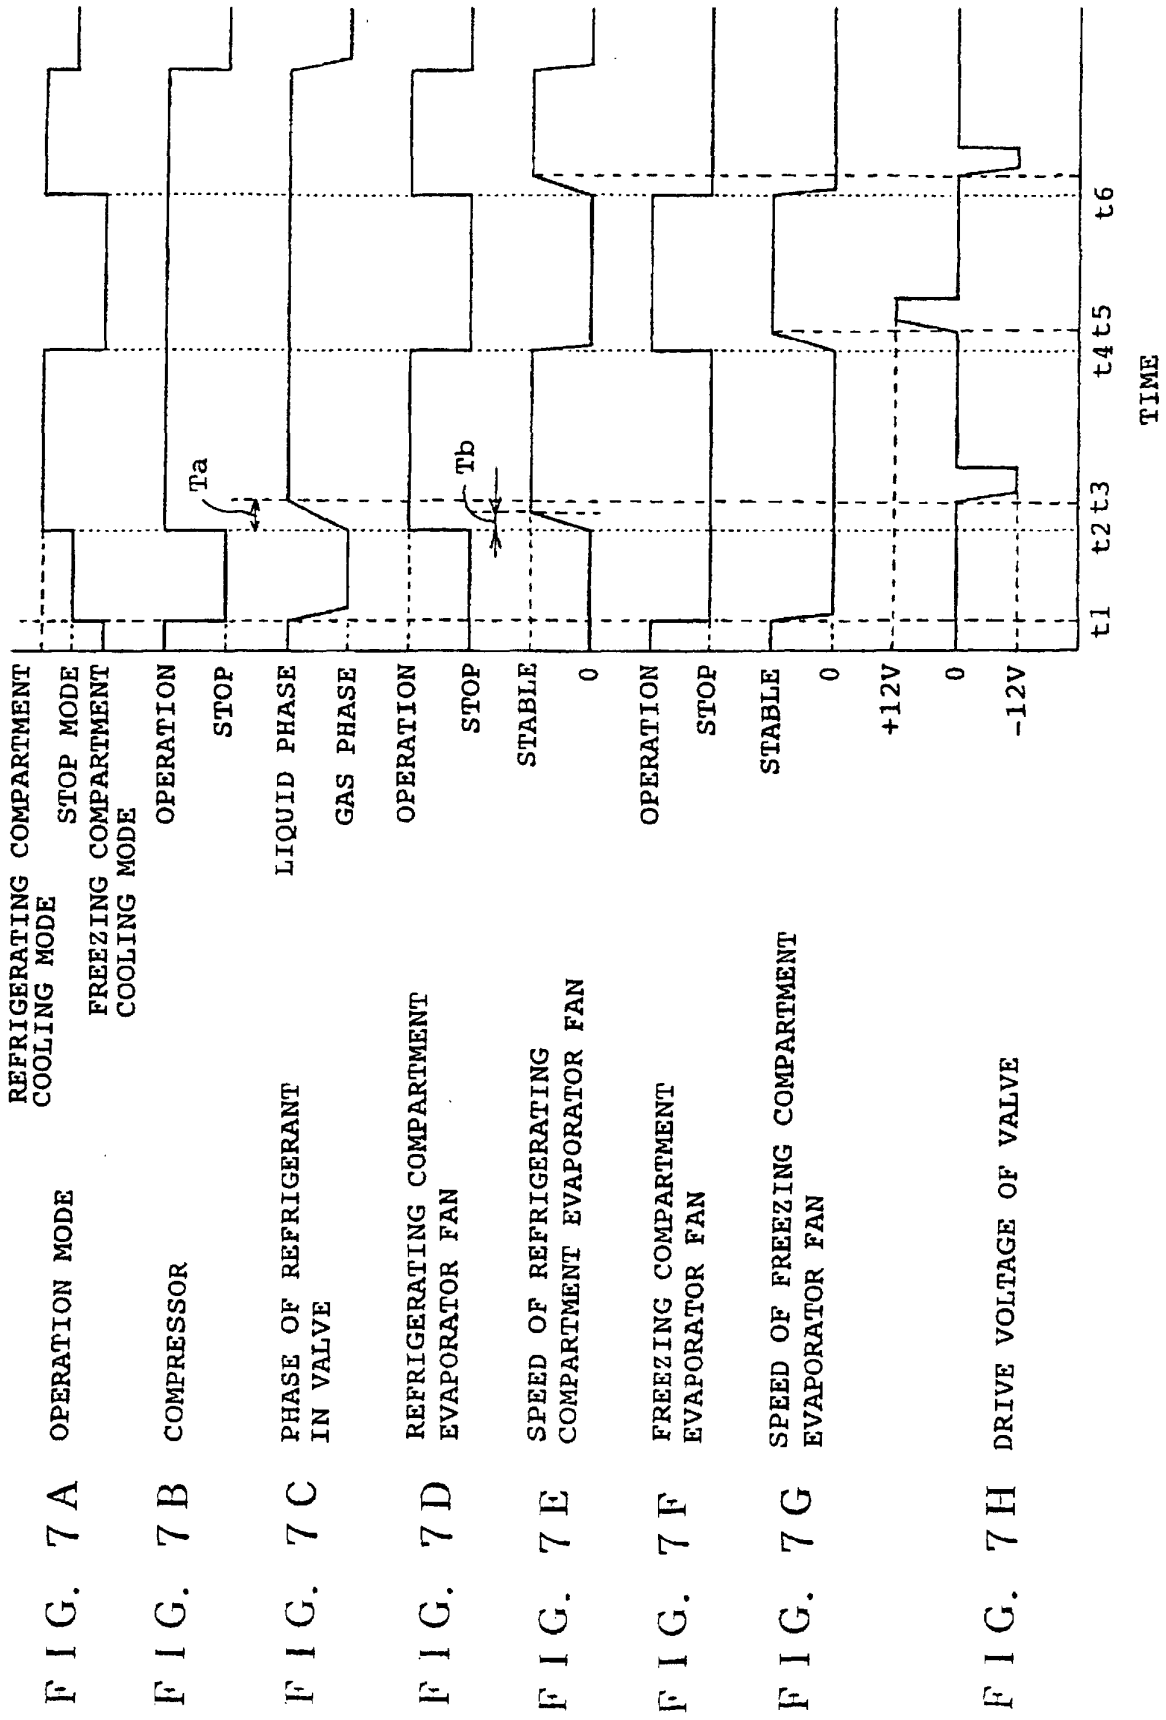 FIG. 7A
OPERATION MODE
REFRIGERATING COMPARTMENT
COOLING MODE
STOP MODE
FREEZING COMPARTMENT
COOLING MODE
FIG. 7B
COMPRESSOR
OPERATION
STOP
Ta
FIG. 7C
PHASE OF REFRIGERANT
IN VALVE
LIQUID PHASE
GAS PHASE
FIG. 7D
REFRIGERATING COMPARTMENT
EVAPORATOR FAN
OPERATION
STOP
Tb
FIG. 7E
SPEED OF REFRIGERATING
COMPARTMENT EVAPORATOR FAN
STABLE
0
FIG. 7F
FREEZING COMPARTMENT
EVAPORATOR FAN
OPERATION
STOP
FIG. 7G
SPEED OF FREEZING COMPARTMENT
EVAPORATOR FAN
STABLE
0
FIG. 7H
DRIVE VOLTAGE OF VALVE
+12V
0
-12V
t1 t2 t3 t4 t5 t6
TIME